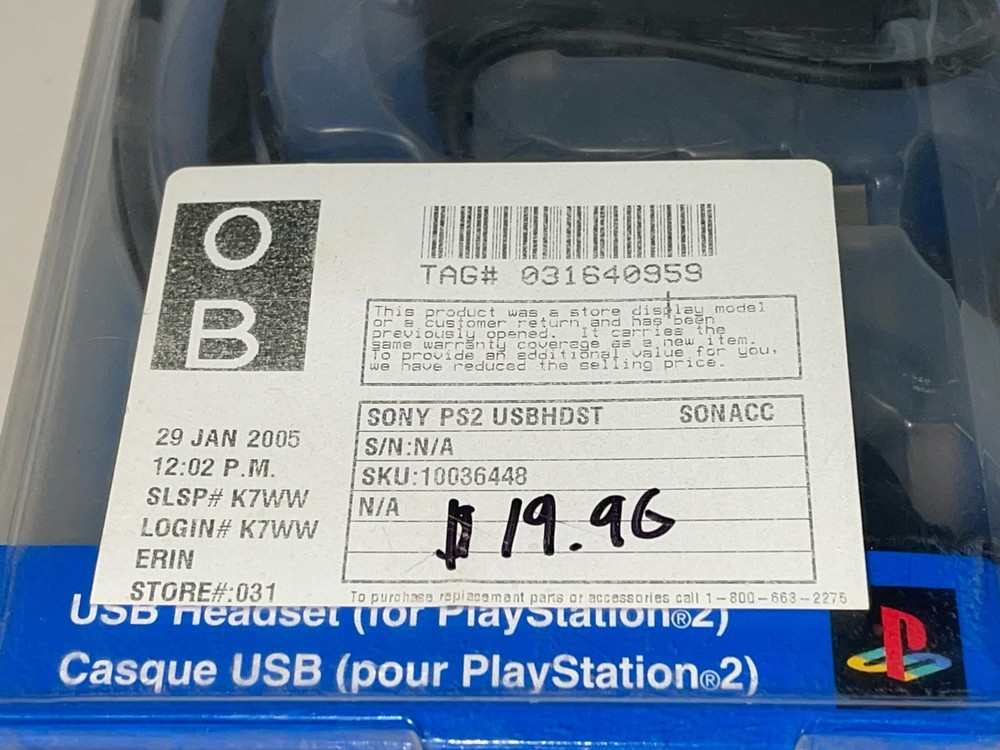 O
B
TAG# 031640959
This product was a store display model
or a customer return and has been
previously opened. It carries the
same warranty coverage as a new item.
To provide an additional value for you,
we have reduced the selling price.
29 JAN 2005
12:02 P.M.
SLSP# K7WW
LOGIN# K7WW
ERIN
STORE#:031
SONY PS2 USBHDST SONACC
S/N:N/A
SKU:10036448
N/A
$19.96
To purchase replacement parts or accessories call 1-800-663-2275
USB Headset (for PlayStation®2)
Casque USB (pour PlayStation®2)